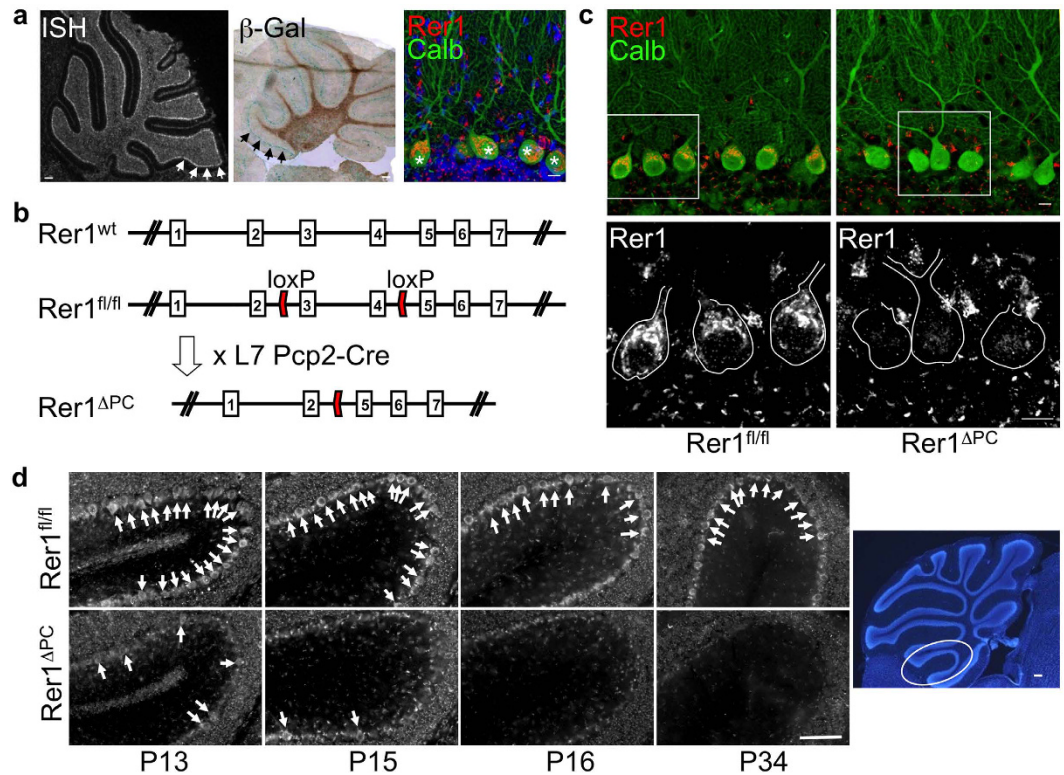 a
ISH
β-Gal
Rer1
Calb
* * * * *
b
Rer1wt
1 2 3 4 5 6 7
loxP loxP
Rer1fl/fl
1 2 3 4 5 6 7
x L7 Pcp2-Cre
Rer1ΔPC
1 2 5 6 7
c
Rer1
Calb
Rer1 Rer1
Rer1fl/fl Rer1ΔPC
d
Rer1fl/fl
Rer1ΔPC
P13 P15 P16 P34